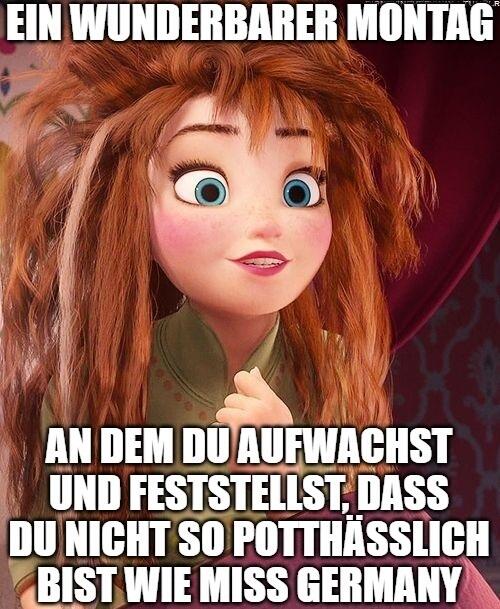 EIN WUNDERBARER MONTAG
AN DEM DU AUFWACHST
UND FESTSTELLST, DASS
DU NICHT SO POTTHÄSSLICH
BIST WIE MISS GERMANY